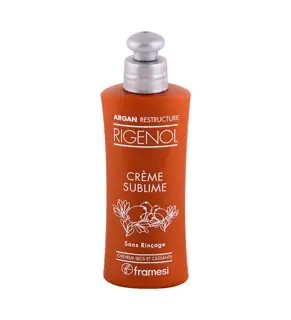 ARGAN RESTRUCTURE
RIGENOL
CRÈME
SUBLIME
Sans Rinçage
CHEVEUX SECS ET CASSANTS
framesi